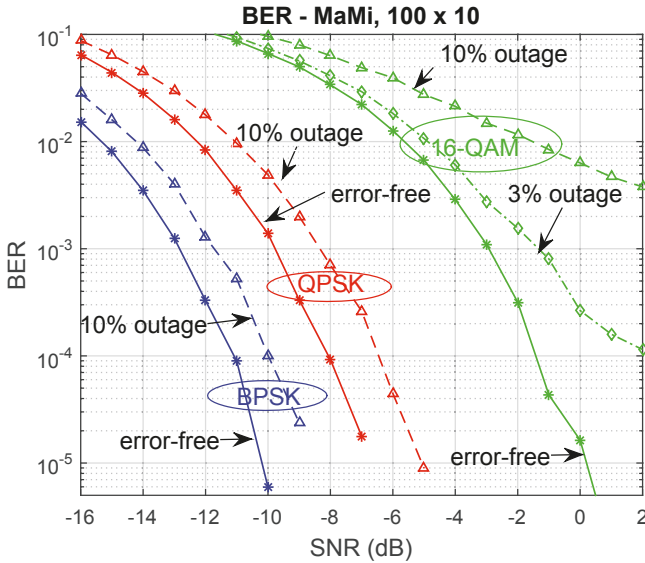 BER - MaMi, 100 x 10
10% outage
10% outage
16-QAM
error-free
3% outage
QPSK
10% outage
BPSK
error-free
error-free
BER
10^-1
10^-2
10^-3
10^-4
10^-5
-16 -14 -12 -10 -8 -6 -4 -2 0 2
SNR (dB)